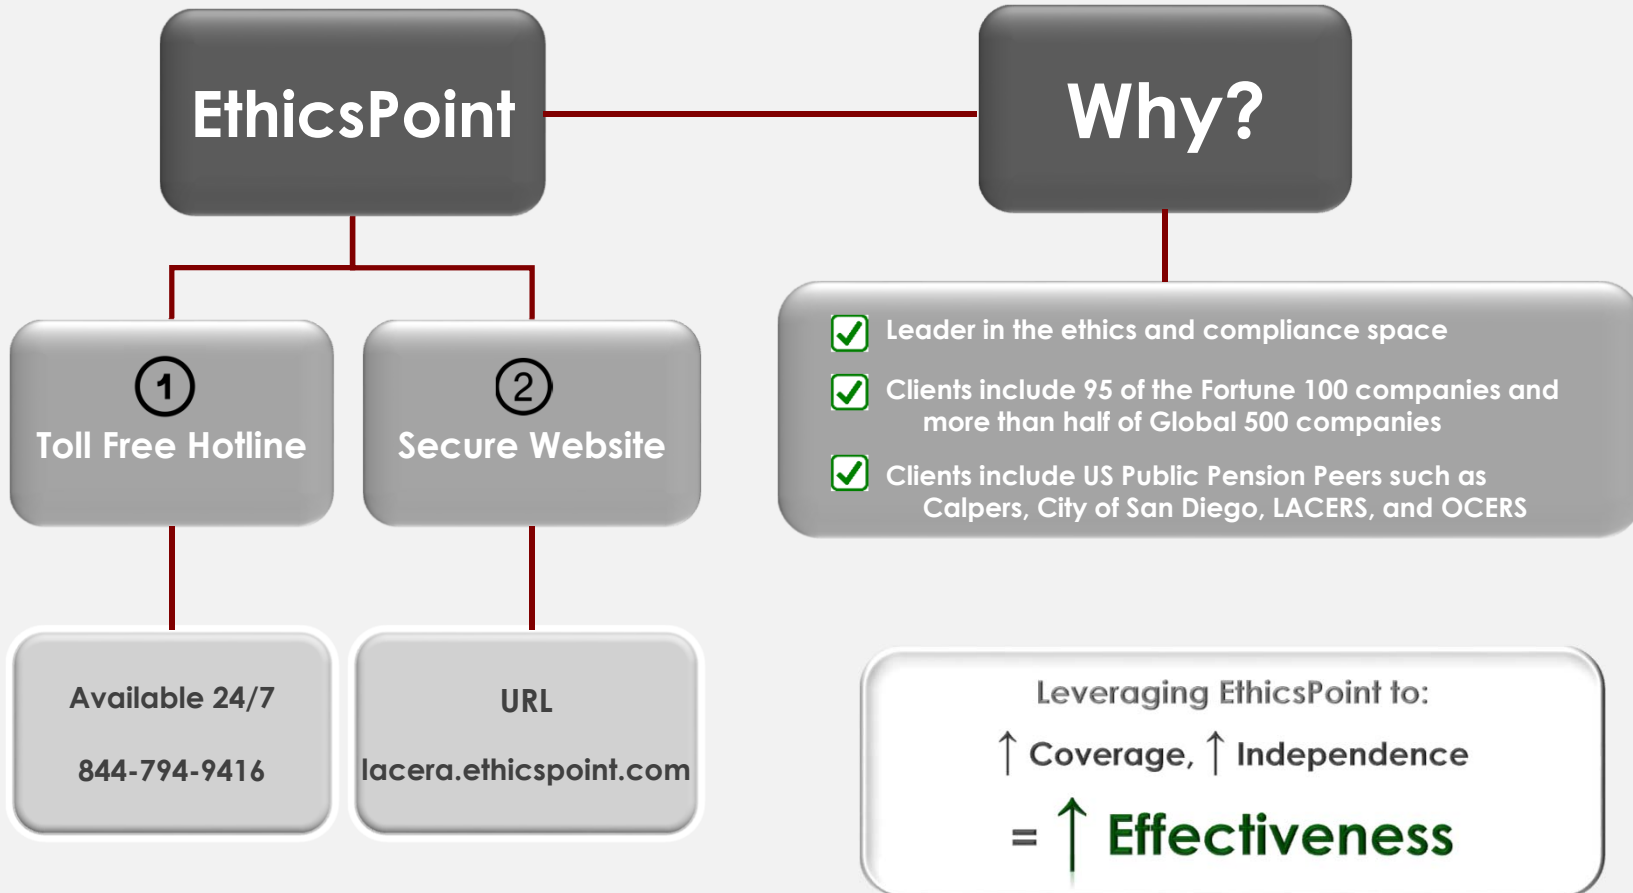 EthicsPoint
Why?
1
Toll Free Hotline
2
Secure Website
Available 24/7
844-794-9416
URL
lacera.ethicspoint.com
Leader in the ethics and compliance space
Clients include 95 of the Fortune 100 companies and
more than half of Global 500 companies
Clients include US Public Pension Peers such as
Calpers, City of San Diego, LACERS, and OCERS
Leveraging EthicsPoint to:
↑ Coverage, ↑ Independence
= ↑ Effectiveness